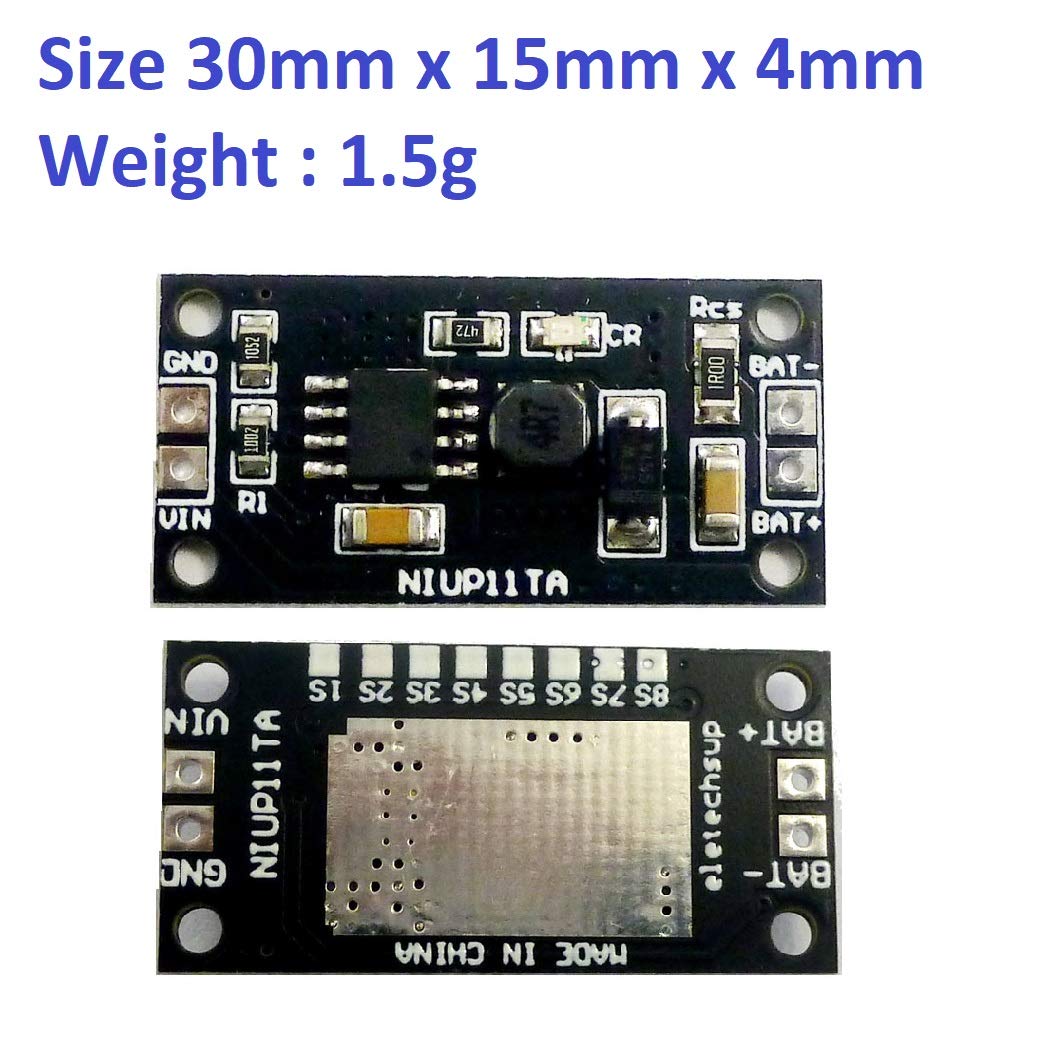 Size 30mm x 15mm x 4mm
Weight : 1.5g
Rcs
472
CR
GND
1052
1R00
BAT-
4R7
1002
R1
VIN
BAT+
NIUP11TA
1S 2S 3S 4S 5S 6S 7S 8S
VIN
BAT+
NIUP11TA
eletechsup
GND
BAT-
MADE IN CHINA